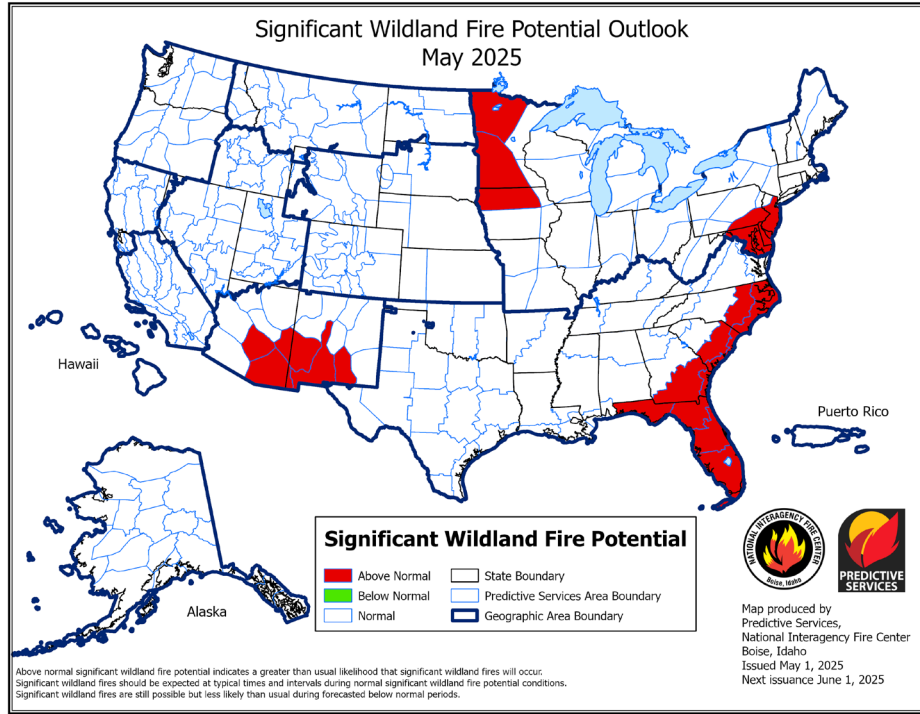 Significant Wildland Fire Potential Outlook
May 2025
Hawaii
Puerto Rico
Alaska
Significant Wildland Fire Potential
Above Normal
Below Normal
Normal
State Boundary
Predictive Services Area Boundary
Geographic Area Boundary
NATIONAL INTERAGENCY FIRE CENTER
Boise, Idaho
PREDICTIVE
SERVICES
Map produced by
Predictive Services,
National Interagency Fire Center
Boise, Idaho
Issued May 1, 2025
Next issuance June 1, 2025
Above normal significant wildland fire potential indicates a greater than usual likelihood that significant wildland fires will occur.
Significant wildland fires should be expected at typical times and intervals during normal significant wildland fire potential conditions.
Significant wildland fires are still possible but less likely than usual during forecasted below normal periods.